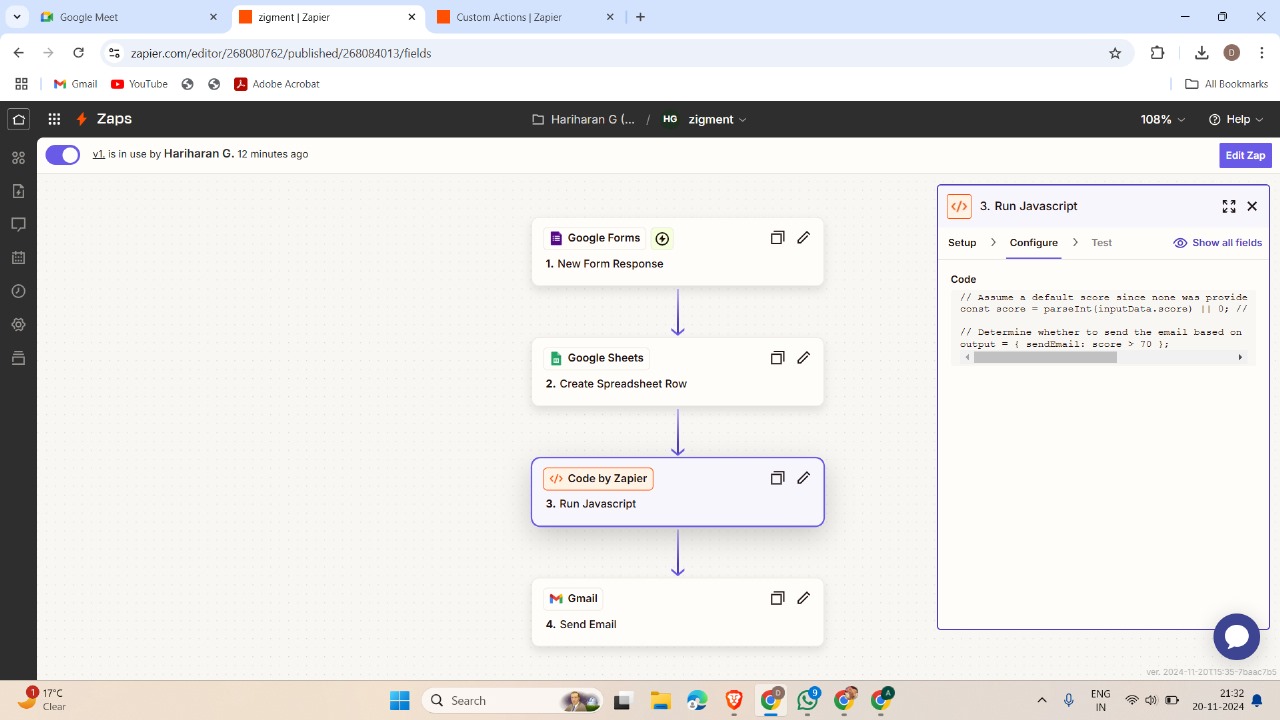 Google Meet
zigment | Zapier
Custom Actions | Zapier
zapier.com/editor/268080762/published/268084013/fields
D
Gmail
YouTube
Adobe Acrobat
All Bookmarks
Zaps
Hariharan G (... / HG zigment
108%
Help
v1. is in use by Hariharan G. 12 minutes ago
Edit Zap
Google Forms
1. New Form Response
Google Sheets
2. Create Spreadsheet Row
Code by Zapier
3. Run Javascript
Gmail
4. Send Email
3. Run Javascript
Setup
Configure
Test
Show all fields
Code
// Assume a default score since none was provide
const score = parseInt(inputData.score) || 0; //
// Determine whether to send the email based on
output = { sendEmail: score > 70 };
ver. 2024-11-20T15:35-7baac7b5
1
17°C
Clear
Search
D
9
A
ENG
IN
21:32
20-11-2024